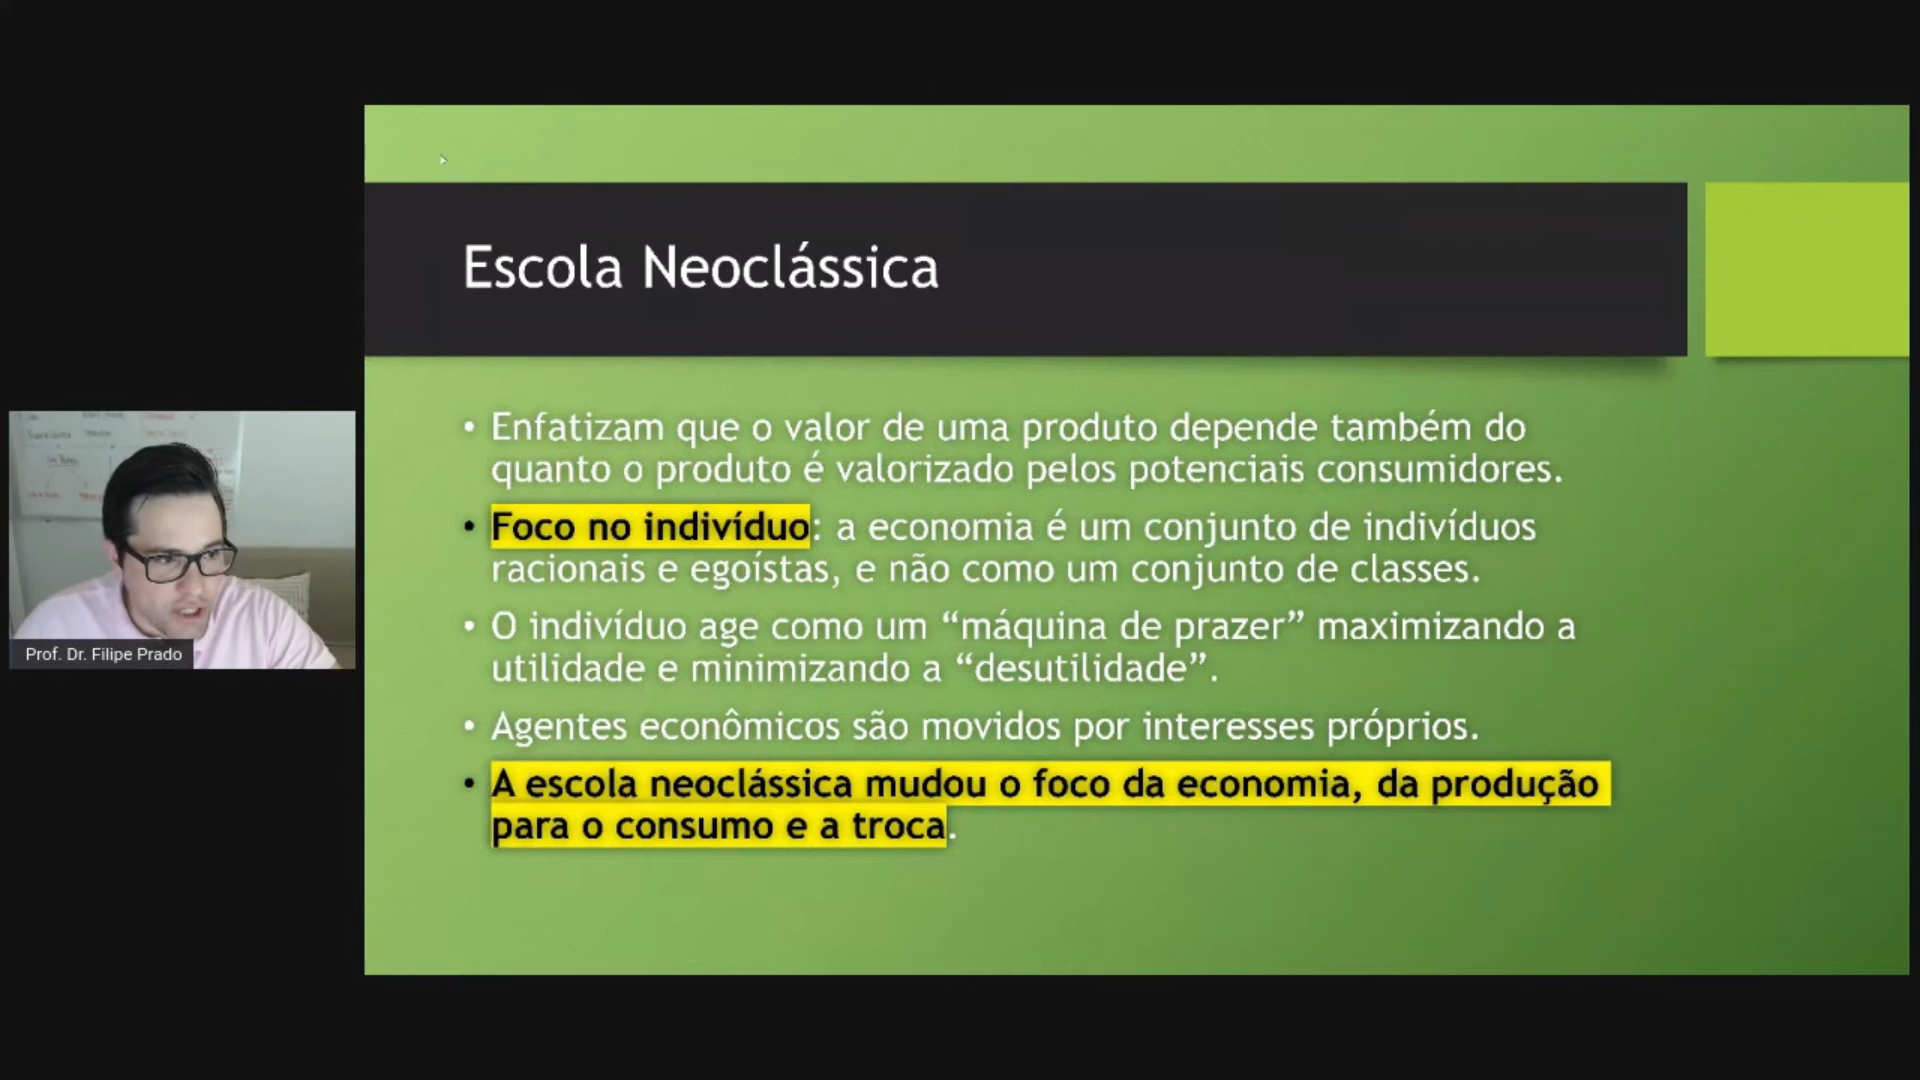 Escola Neoclássica
• Enfatizam que o valor de uma produto depende também do
quanto o produto é valorizado pelos potenciais consumidores.
• Foco no indivíduo: a economia é um conjunto de indivíduos
racionais e egoístas, e não como um conjunto de classes.
• O indivíduo age como um “máquina de prazer” maximizando a
utilidade e minimizando a “desutilidade”.
• Agentes econômicos são movidos por interesses próprios.
• A escola neoclássica mudou o foco da economia, da produção
para o consumo e a troca.
Prof. Dr. Filipe Prado